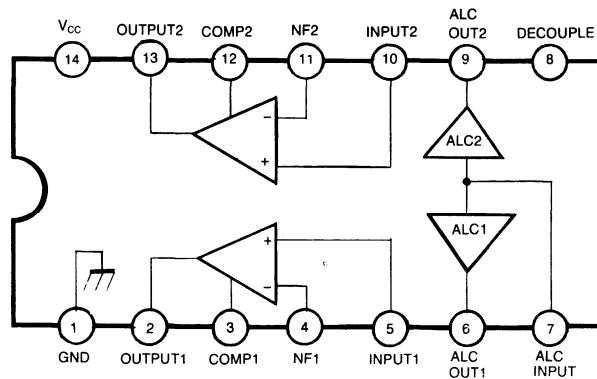 VCC
OUTPUT2
COMP2
NF2
INPUT2
ALC
OUT2
DECOUPLE
14
13
12
11
10
9
8
−
+
ALC2
ALC1
+
−
1
2
3
4
5
6
7
GND
OUTPUT1
COMP1
NF1
INPUT1
ALC
OUT1
ALC
INPUT